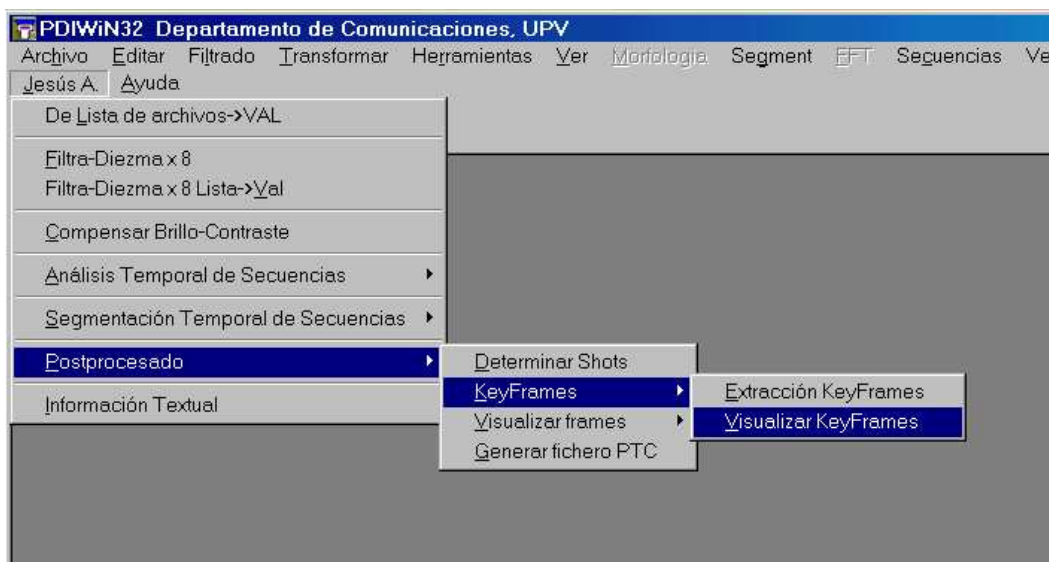 PDIWiN32 Departamento de Comunicaciones, UPV
Archivo Editar Filtrado Transformar Herramientas Ver Morfologia Segment FFT Secuencias Ve
Jesús A. Ayuda
De Lista de archivos->VAL
Filtra-Diezma x 8
Filtra-Diezma x 8 Lista->Val
Compensar Brillo-Contraste
Análisis Temporal de Secuencias
Segmentación Temporal de Secuencias
Postprocesado
Información Textual
Determinar Shots
KeyFrames
Visualizar frames
Generar fichero PTC
Extracción KeyFrames
Visualizar KeyFrames